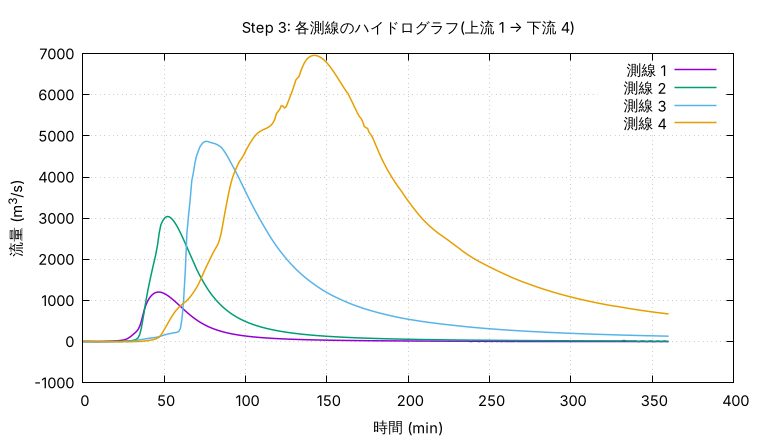 Step 3: 各測線のハイドログラフ(上流 1 → 下流 4)
測線 1
測線 2
測線 3
測線 4
7000
6000
5000
4000
3000
2000
1000
0
-1000
流量 (m³/s)
0 50 100 150 200 250 300 350 400
時間 (min)